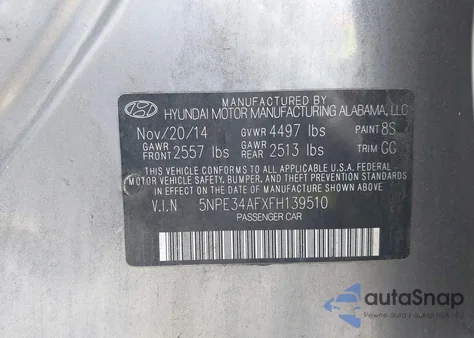 MANUFACTURED BY
HYUNDAI MOTOR MANUFACTURING ALABAMA, LLC
Nov/20/14 GVWR 4497 lbs PAINT 8S
GAWR FRONT 2557 lbs GAWR REAR 2513 lbs TRIM GG
THIS VEHICLE CONFORMS TO ALL APPLICABLE U.S.A. FEDERAL
MOTOR VEHICLE SAFETY, BUMPER, AND THEFT PREVENTION STANDARDS
IN EFFECT ON THE DATE OF MANUFACTURE SHOWN ABOVE.
V.I.N 5NPE34AFXFH139510
PASSENGER CAR
autoSnap